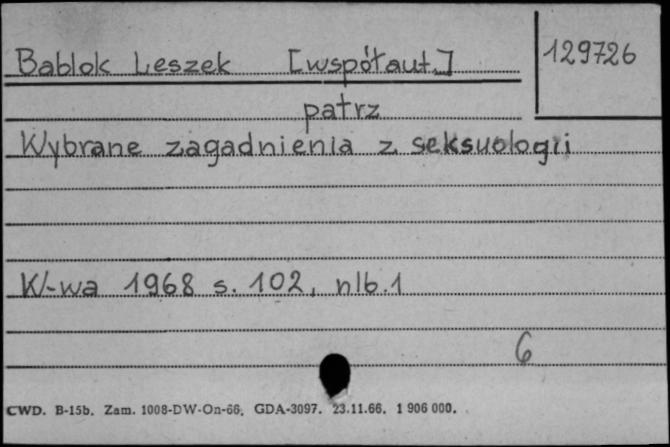 Bablok Leszek [współaut.]
129726
patrz
Wybrane zagadnienia z seksuologii
W-wa 1968 s. 102, nlb. 1
6
CWD. B-15b. Zam. 1008-DW-On-66. GDA-3097. 23.11.66. 1 906 000.